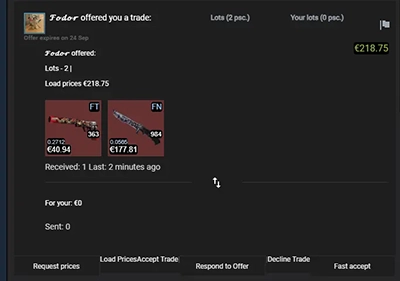 Fodor offered you a trade:
Lots (2 psc.)
Your lots (0 psc.)
Offer expires on 24 Sep
€218.75
Fodor offered:
Lots - 2 |
Load prices €218.75
FT
363
0.2712
€40.94
FN
984
0.0565
€177.81
Received: 1 Last: 2 minutes ago
For your: €0
Sent: 0
Request prices
Load PricesAccept Trade
Respond to Offer
Decline Trade
Fast accept